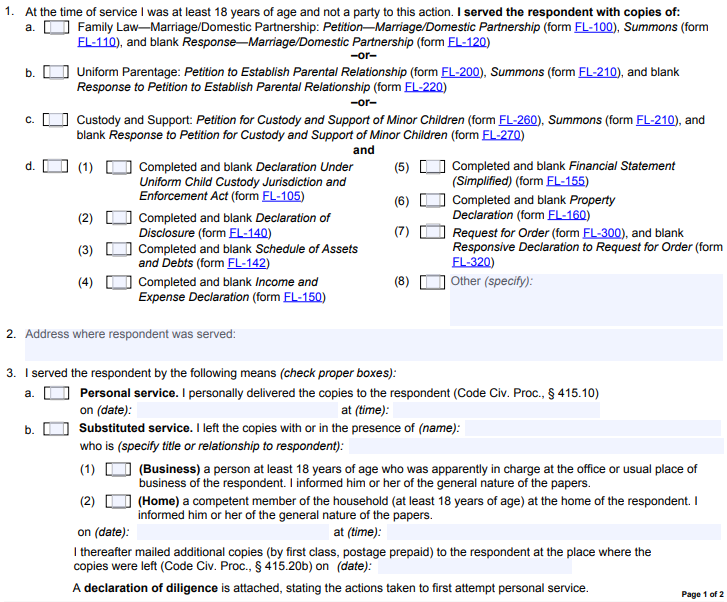 1. At the time of service I was at least 18 years of age and not a party to this action. I served the respondent with copies of:
a. Family Law—Marriage/Domestic Partnership: Petition—Marriage/Domestic Partnership (form FL-100), Summons (form
FL-110), and blank Response—Marriage/Domestic Partnership (form FL-120)
–or–
b. Uniform Parentage: Petition to Establish Parental Relationship (form FL-200), Summons (form FL-210), and blank
Response to Petition to Establish Parental Relationship (form FL-220)
–or–
c. Custody and Support: Petition for Custody and Support of Minor Children (form FL-260), Summons (form FL-210), and
blank Response to Petition for Custody and Support of Minor Children (form FL-270)
and
d. (1) Completed and blank Declaration Under
Uniform Child Custody Jurisdiction and
Enforcement Act (form FL-105)
(2) Completed and blank Declaration of
Disclosure (form FL-140)
(3) Completed and blank Schedule of Assets
and Debts (form FL-142)
(4) Completed and blank Income and
Expense Declaration (form FL-150)
(5) Completed and blank Financial Statement
(Simplified) (form FL-155)
(6) Completed and blank Property
Declaration (form FL-160)
(7) Request for Order (form FL-300), and blank
Responsive Declaration to Request for Order (form
FL-320)
(8) Other (specify):
2. Address where respondent was served:
3. I served the respondent by the following means (check proper boxes):
a. Personal service. I personally delivered the copies to the respondent (Code Civ. Proc., § 415.10)
on (date): at (time):
b. Substituted service. I left the copies with or in the presence of (name):
who is (specify title or relationship to respondent):
(1) (Business) a person at least 18 years of age who was apparently in charge at the office or usual place of
business of the respondent. I informed him or her of the general nature of the papers.
(2) (Home) a competent member of the household (at least 18 years of age) at the home of the respondent. I
informed him or her of the general nature of the papers.
on (date): at (time):
I thereafter mailed additional copies (by first class, postage prepaid) to the respondent at the place where the
copies were left (Code Civ. Proc., § 415.20b) on (date):
A declaration of diligence is attached, stating the actions taken to first attempt personal service.
Page 1 of 2